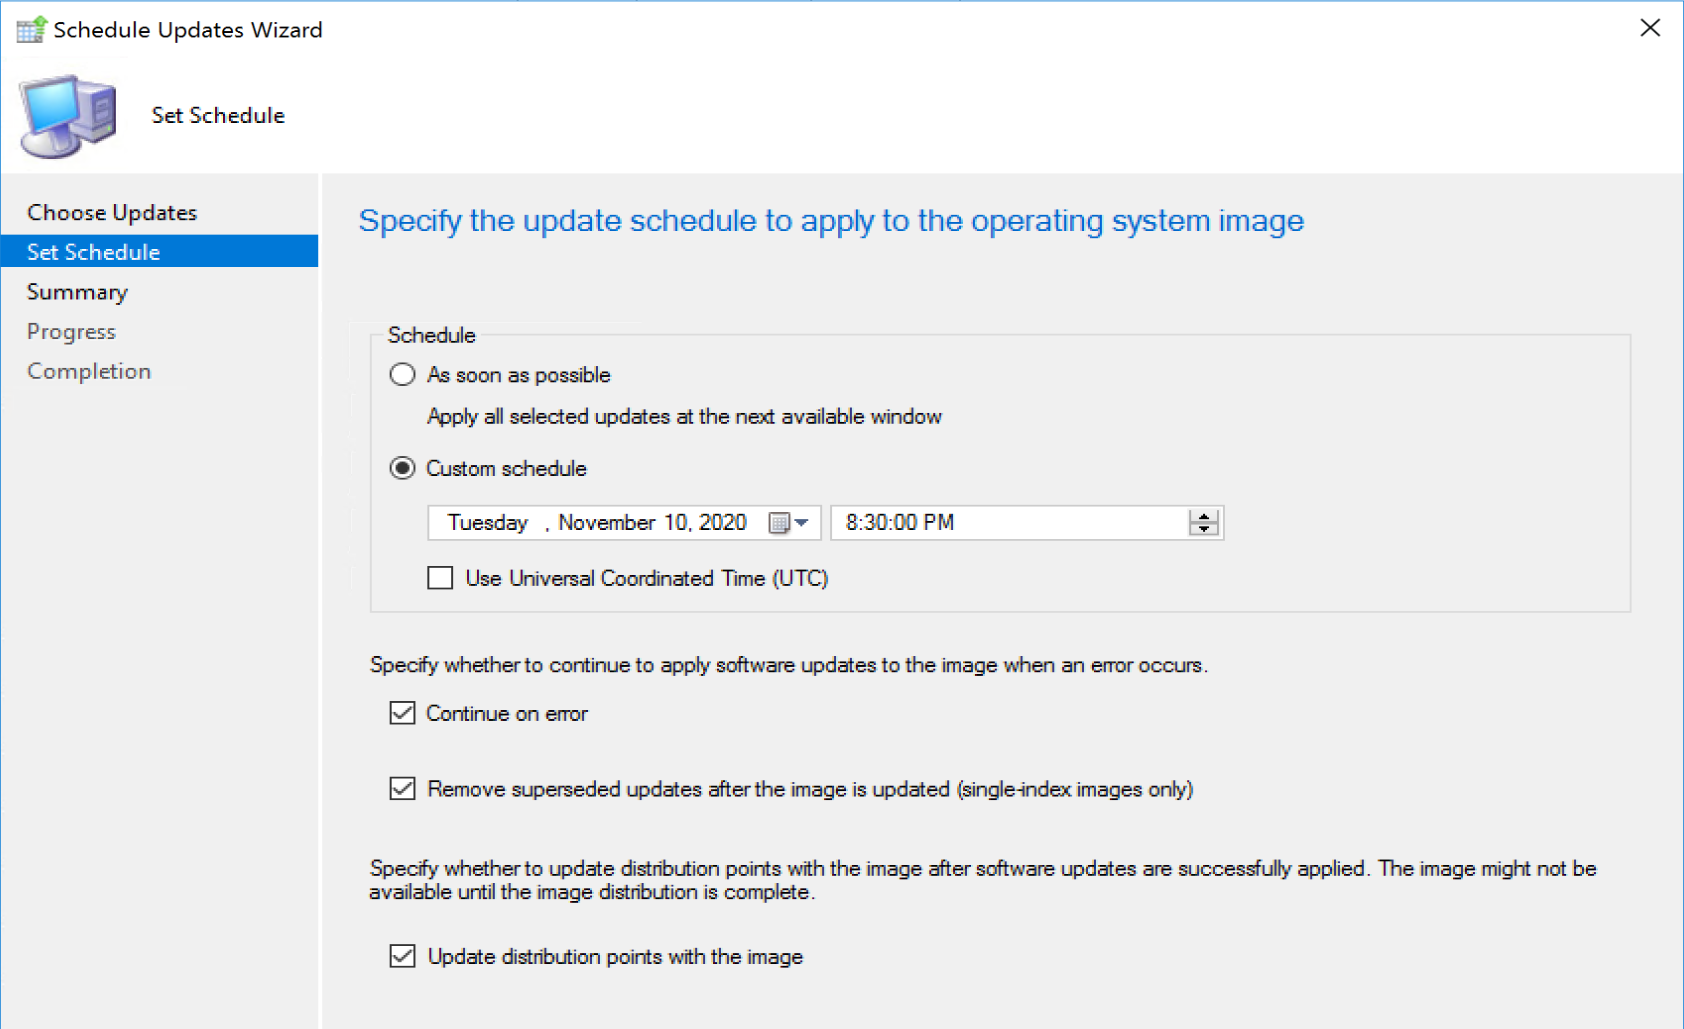 Schedule Updates Wizard
Set Schedule
Choose Updates
Set Schedule
Summary
Progress
Completion
Specify the update schedule to apply to the operating system image
Schedule
As soon as possible
Apply all selected updates at the next available window
Custom schedule
Tuesday , November 10, 2020 8:30:00 PM
Use Universal Coordinated Time (UTC)
Specify whether to continue to apply software updates to the image when an error occurs.
Continue on error
Remove superseded updates after the image is updated (single-index images only)
Specify whether to update distribution points with the image after software updates are successfully applied. The image might not be
available until the image distribution is complete.
Update distribution points with the image